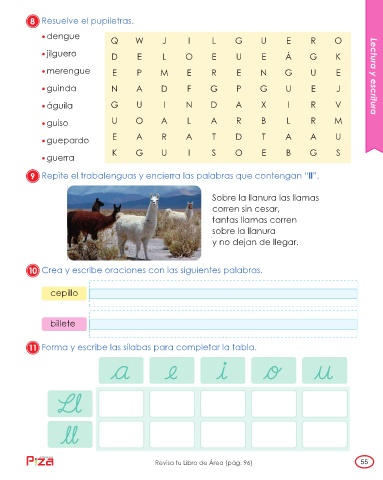 8 Resuelve el pupiletras.
• dengue
• jilguero
• merengue
• guinda
• águila
• guiso
• guepardo
• guerra
Q W J I L G U E R O
D E L O E U E Á G K
E P M E R E N G U E
N A D F G P G U E J
G U I N D A X I R V
U O A L A R B L R M
E A R A T D T A A U
K G U I S O E B G S
Lectura y escritura
9 Repite el trabalenguas y encierra las palabras que contengan "ll".
Sobre la llanura las llamas
corren sin cesar,
tantas llamas corren
sobre la llanura
y no dejan de llegar.
10 Crea y escribe oraciones con las siguientes palabras.
cepillo
billete
11 Forma y escribe las sílabas para completar la tabla.
a e i o u
Ll
ll
Pizza
Revisa tu Libro de Área (pág. 96)
55